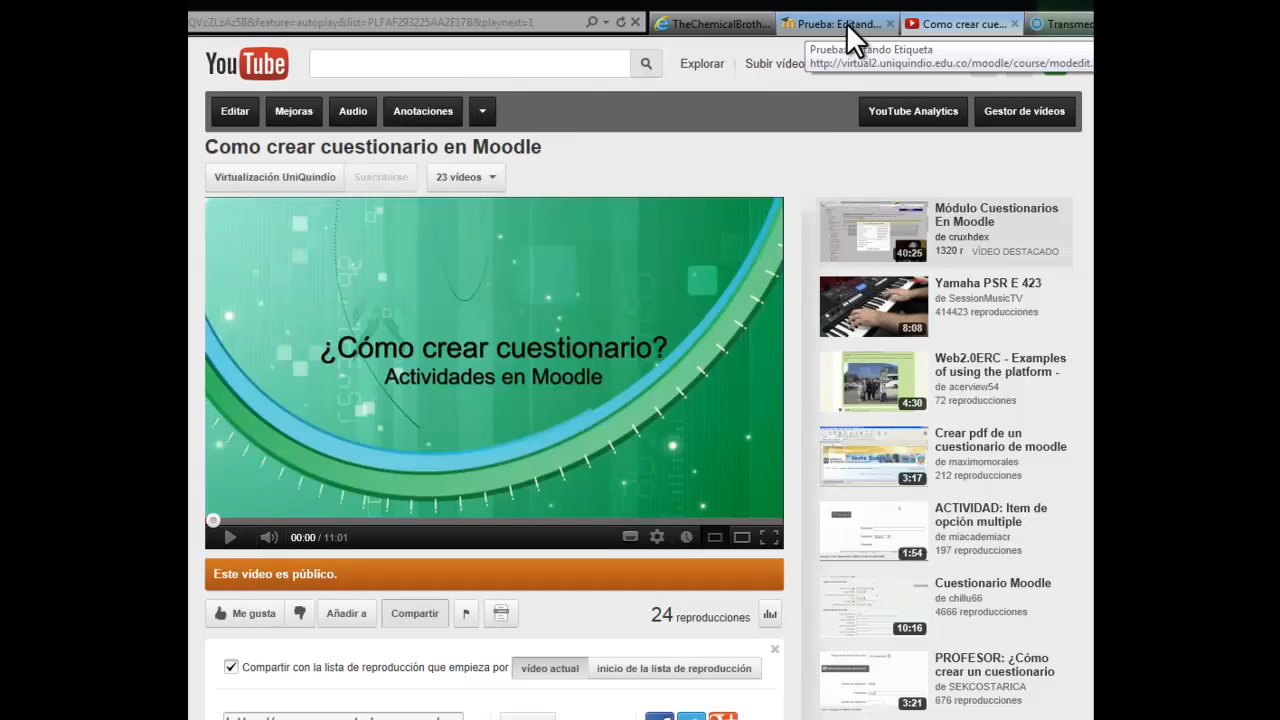 QVcZLzAz5B&feature=autoplay&list=PLFAF293225AA2E17B&playnext=1
TheChemicalBroth...
Prueba: Editand...
Como crear cue...
Transmed
Prueba: Editando Etiqueta
http://virtual2.uniquindio.edu.co/moodle/course/modedit.
YouTube
Explorar
Subir vídeo
Editar
Mejoras
Audio
Anotaciones
YouTube Analytics
Gestor de vídeos
Como crear cuestionario en Moodle
Virtualización UniQuindío
Suscribirse
23 vídeos
¿Cómo crear cuestionario?
Actividades en Moodle
00:00 / 11:01
Este vídeo es público.
Me gusta
Añadir a
Compartir
24 reproducciones
Compartir con la lista de reproducción que empieza por
vídeo actual
inicio de la lista de reproducción
40:25
Módulo Cuestionarios
En Moodle
de cruxhdex
1320 r
VÍDEO DESTACADO
8:08
Yamaha PSR E 423
de SessionMusicTV
414423 reproducciones
4:30
Web2.0ERC - Examples
of using the platform -
de acerview54
72 reproducciones
3:17
Crear pdf de un
cuestionario de moodle
de maximomorales
212 reproducciones
1:54
ACTIVIDAD: Item de
opción multiple
de miacademiacr
197 reproducciones
10:16
Cuestionario Moodle
de chillu66
4666 reproducciones
3:21
PROFESOR: ¿Cómo
crear un cuestionario
de SEKCOSTARICA
676 reproducciones